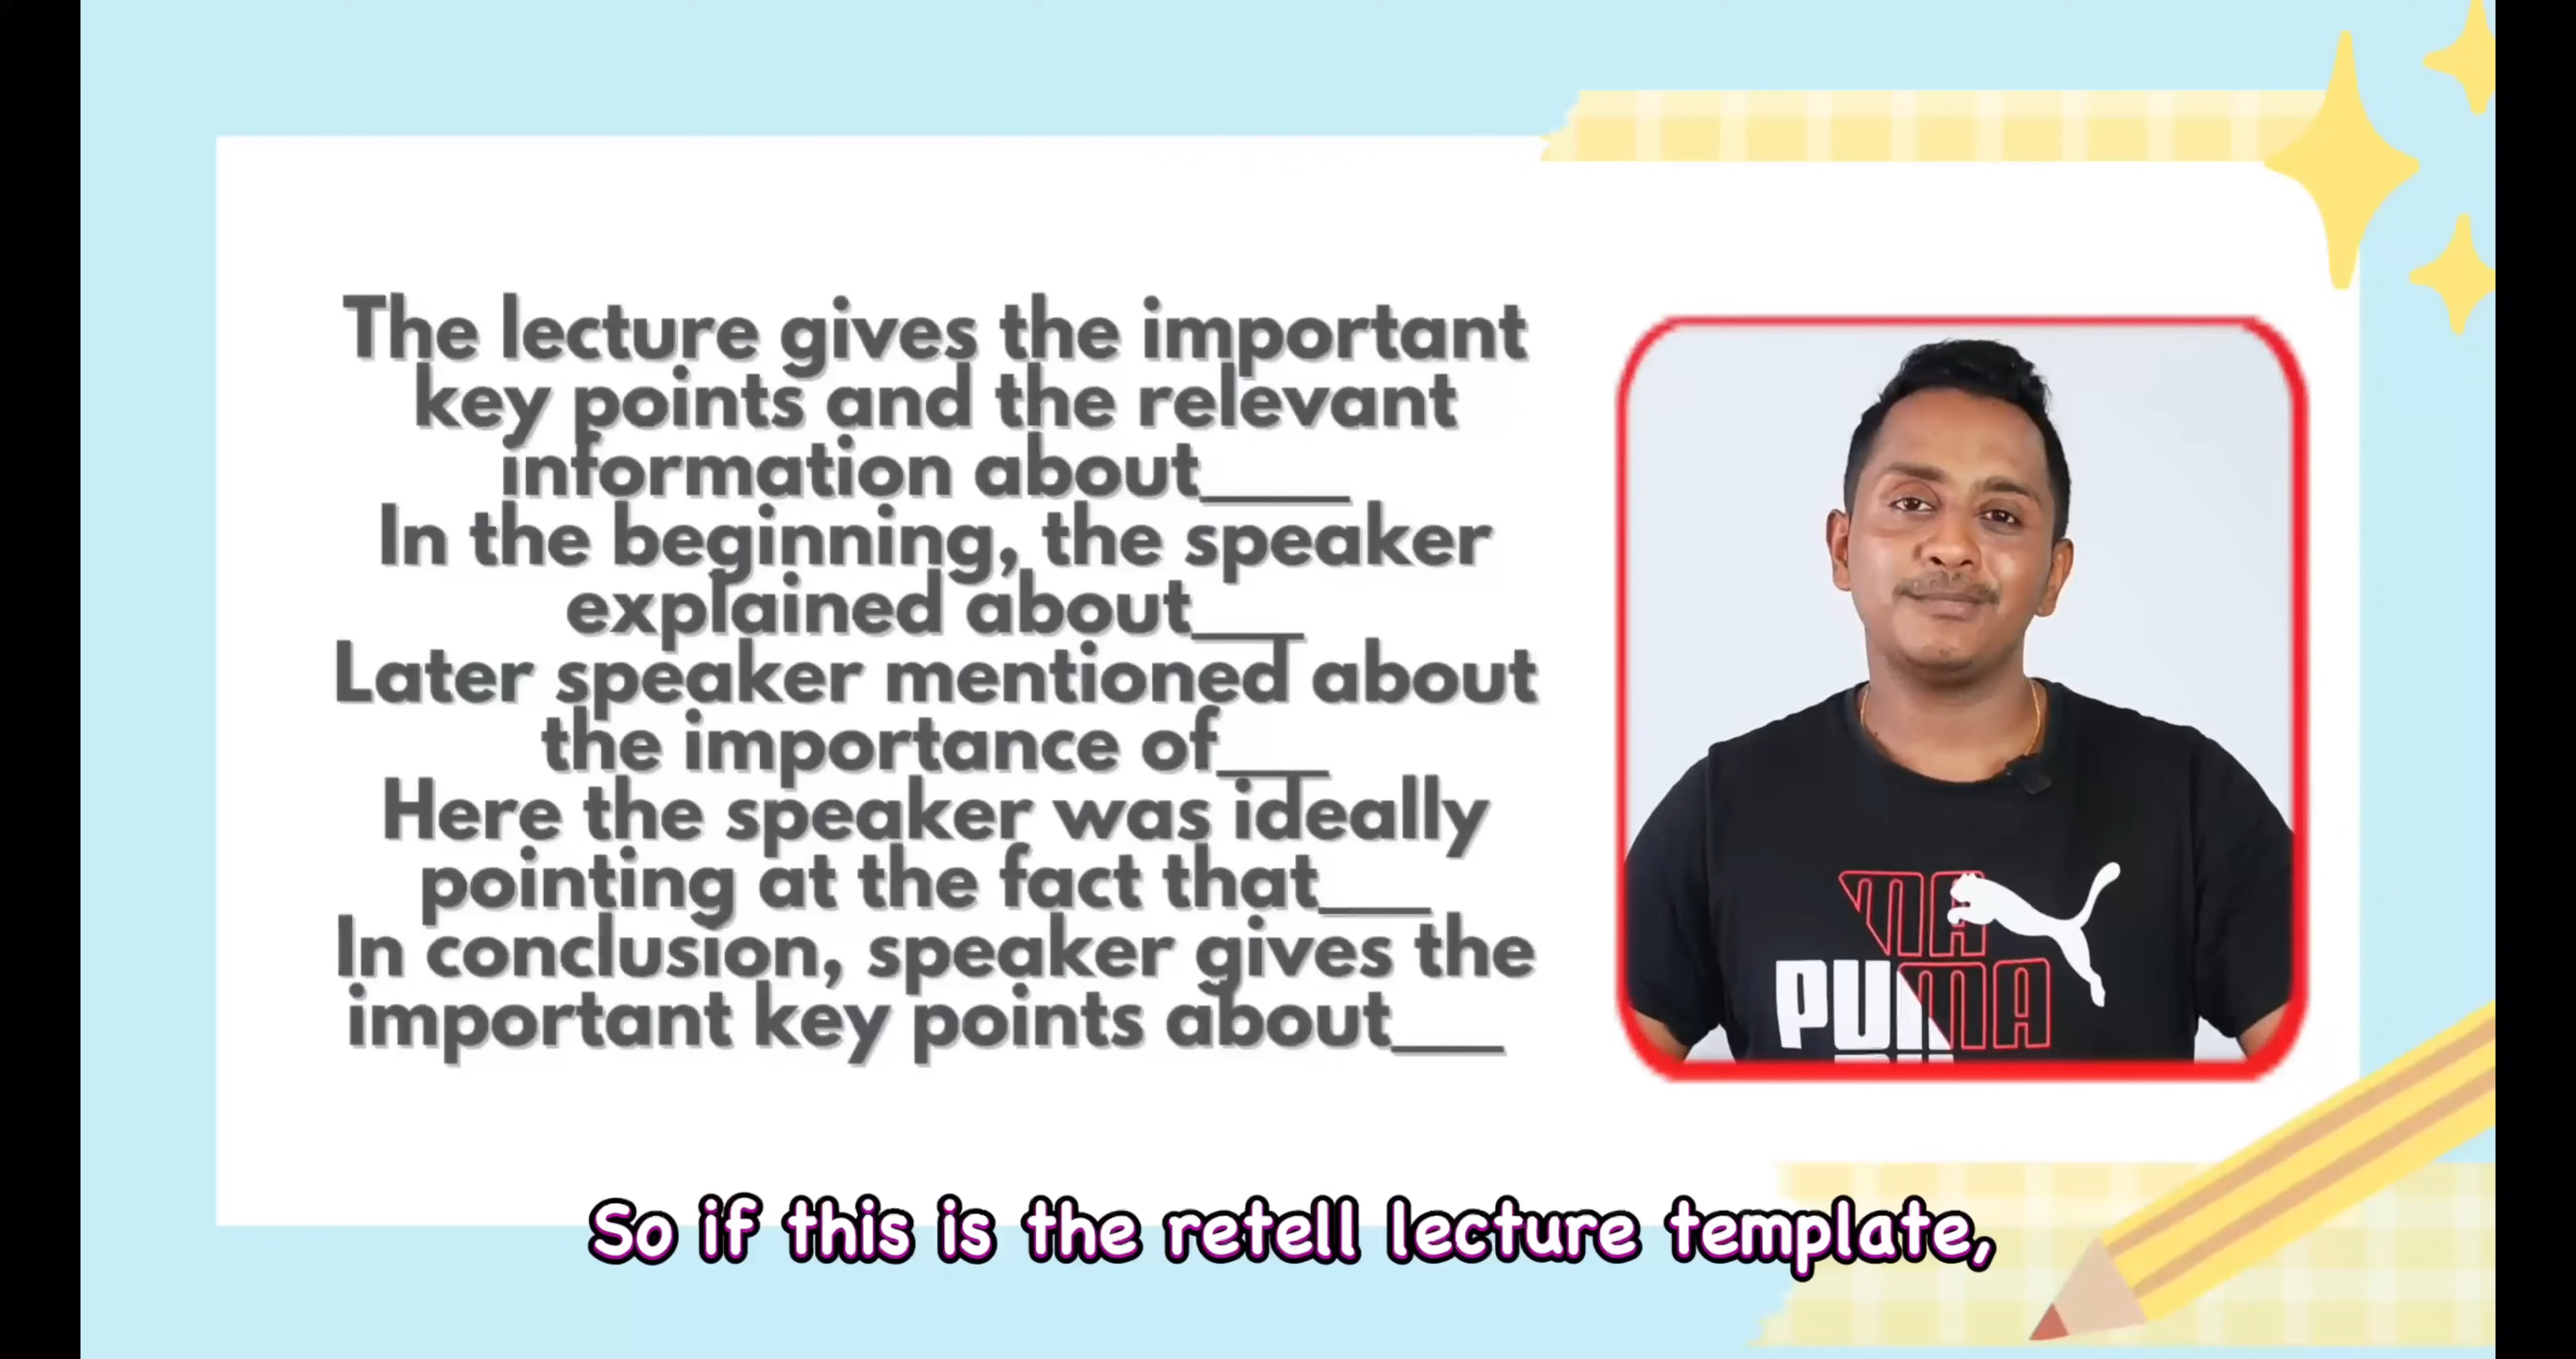 The lecture gives the important
key points and the relevant
information about____
In the beginning, the speaker
explained about___
Later speaker mentioned about
the importance of___
Here the speaker was ideally
pointing at the fact that___
In conclusion, speaker gives the
important key points about___
PUMA
So if this is the retell lecture template,